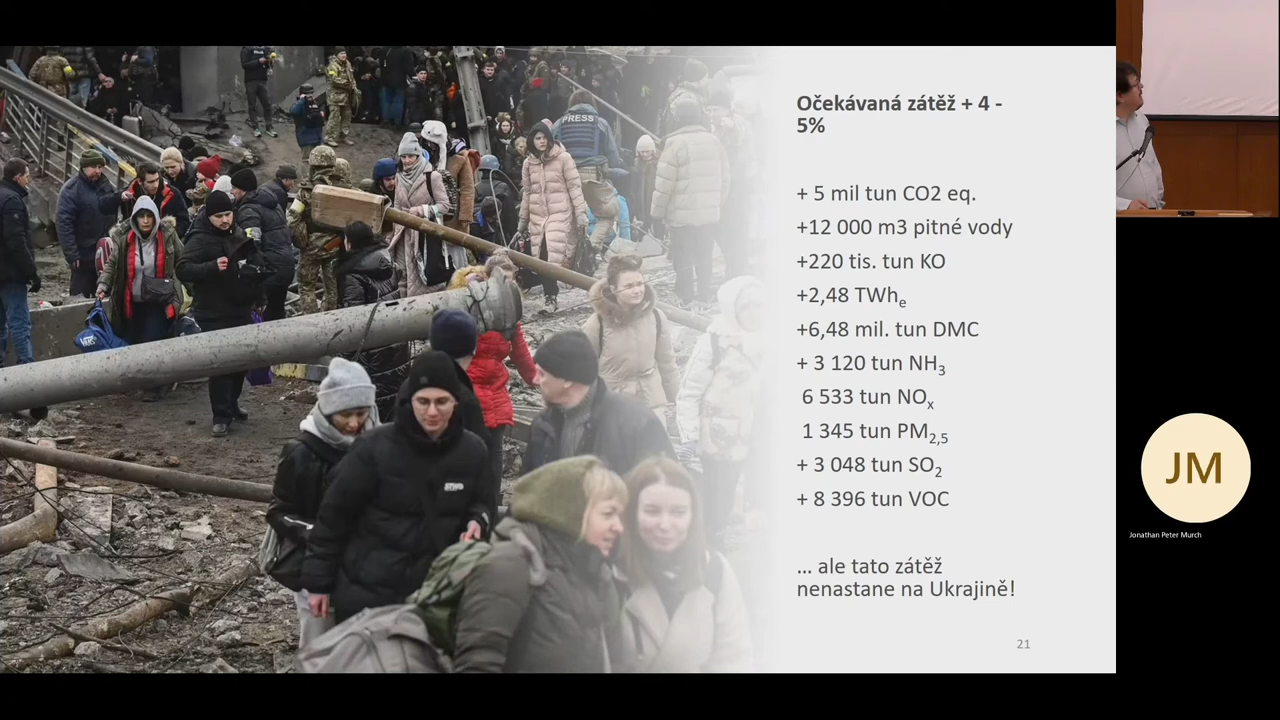 Očekávaná zátěž + 4 -
5%
+ 5 mil tun CO2 eq.
+12 000 m3 pitné vody
+220 tis. tun KO
+2,48 TWhe
+6,48 mil. tun DMC
+ 3 120 tun NH3
6 533 tun NOx
1 345 tun PM2,5
+ 3 048 tun SO2
+ 8 396 tun VOC
... ale tato zátěž
nenastane na Ukrajině!
21
PRESS
VANS
JM
Jonathan Peter Murch